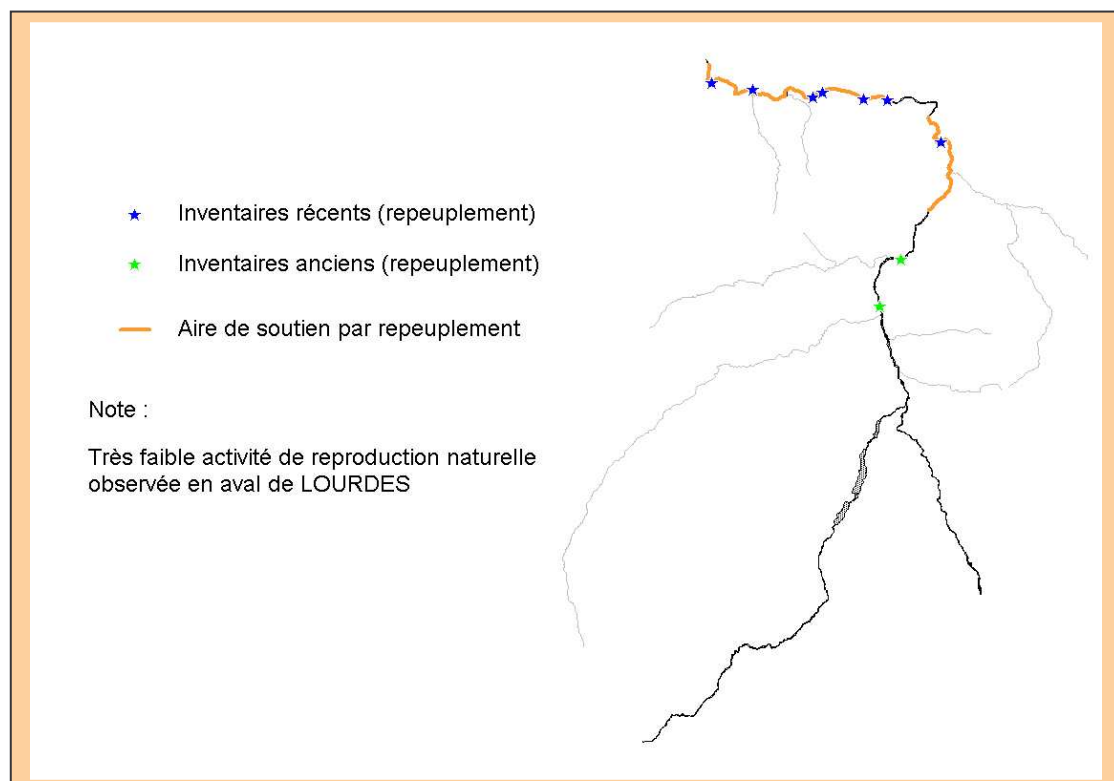 Inventaires récents (repeuplement)
Inventaires anciens (repeuplement)
Aire de soutien par repeuplement
Note :
Très faible activité de reproduction naturelle
observée en aval de LOURDES